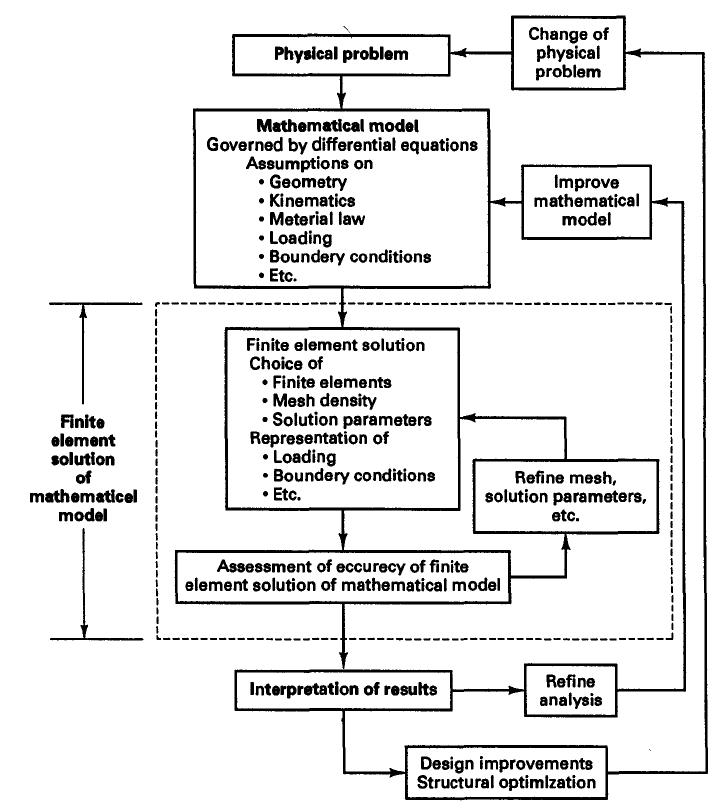 Physical problem
Change of
physical
problem
Mathematical model
Governed by differential equations
Assumptions on
• Geometry
• Kinematics
• Meterial law
• Loading
• Boundery conditions
• Etc.
Improve
mathematical
model
Finite element solution
Choice of
• Finite elements
• Mesh density
• Solution parameters
Representation of
• Loading
• Boundery conditions
• Etc.
Finite
element
solution
of
mathematicel
model
Refine mesh,
solution parameters,
etc.
Assessment of eccurecy of finite
element solution of mathematical model
Interpretation of results
Refine
analysis
Design improvements
Structural optimization